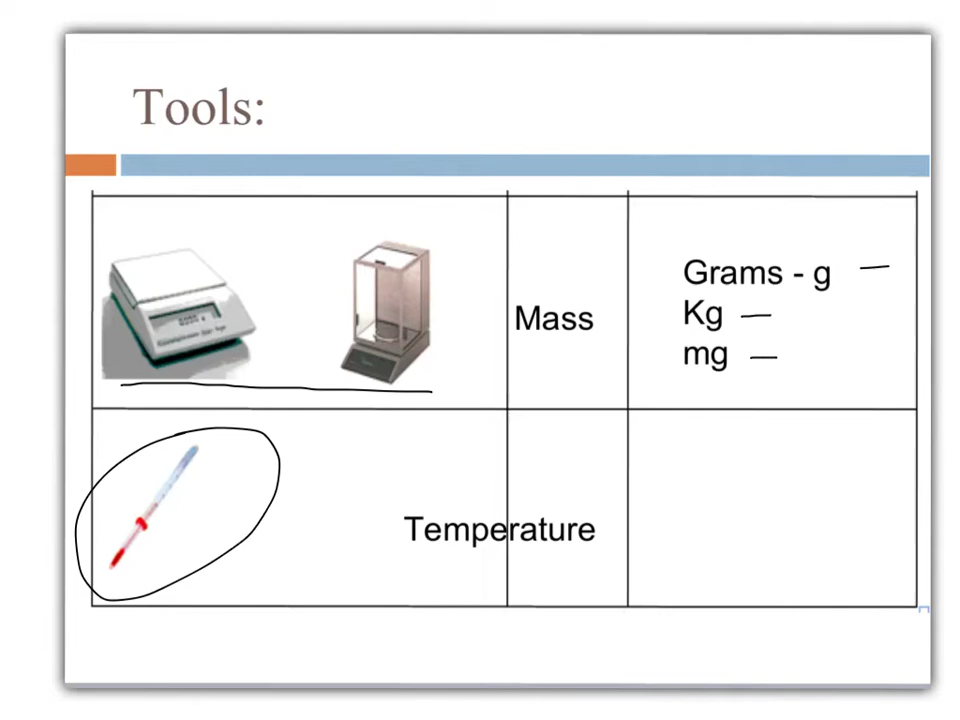 Tools:
Mass
Grams - g
Kg
mg
Temperature